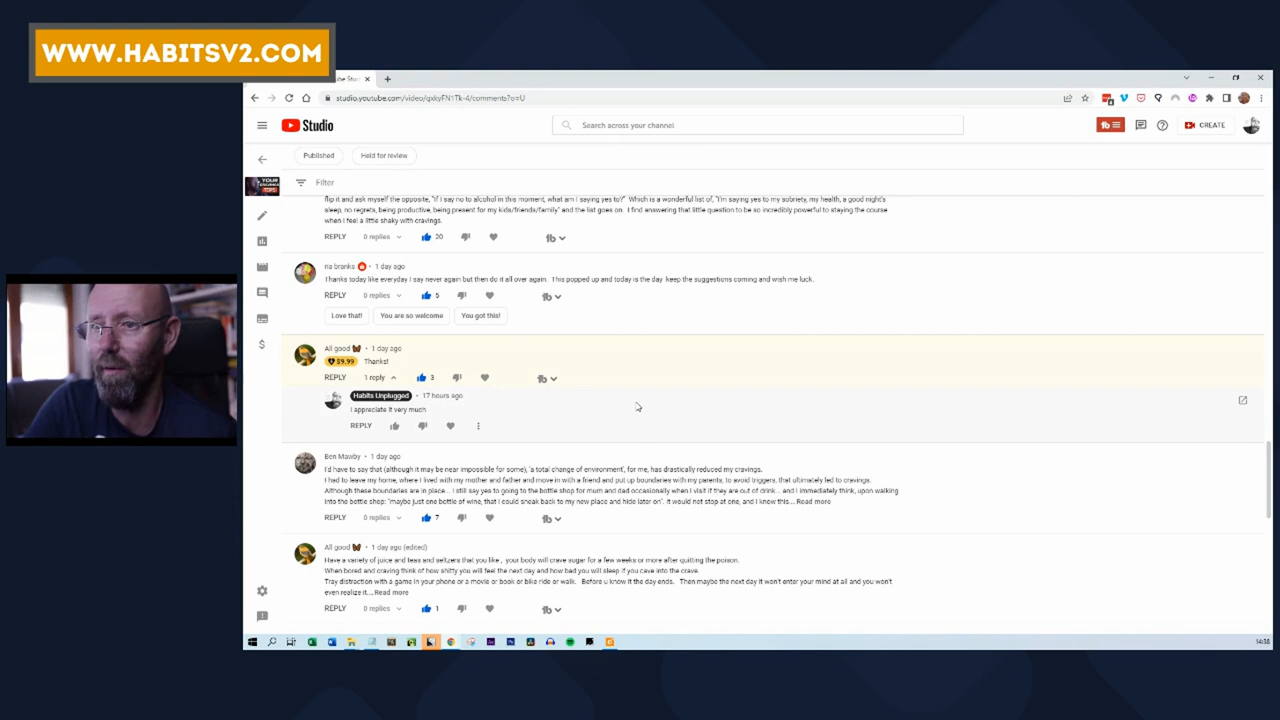 WWW.HABITSV2.COM
be Stud
studio.youtube.com/video/qxkyFN1Tk-4/comments?o=U
Studio
Search across your channel
CREATE
Published
Held for review
Filter
flip it and ask myself the opposite, "If I say no to alcohol in this moment, what am I saying yes to?" Which is a wonderful list of, "I'm saying yes to my sobriety, my health, a good night's
sleep, no regrets, being productive, being present for my kids/friends/family" and the list goes on I find answering that little question to be so incredibly powerful to staying the course
when I feel a little shaky with cravings.
REPLY 0 replies 20
ria branks • 1 day ago
Thanks today like everyday I say never again but then do it all over again. This popped up and today is the day keep the suggestions coming and wish me luck.
REPLY 0 replies 5
Love that! You are so welcome You got this!
All good 🦋 • 1 day ago
$9.99 Thanks!
REPLY 1 reply 3
Habits Unplugged • 17 hours ago
I appreciate it very much
REPLY
Ben Mawby • 1 day ago
I'd have to say that (although it may be near impossible for some), 'a total change of environment', for me, has drastically reduced my cravings.
I had to leave my home, where I lived with my mother and father and move in with a friend and put up boundaries with my parents, to avoid triggers, that ultimately led to cravings.
Although these boundaries are in place... I still say yes to going to the bottle shop for mum and dad occasionally when I visit if they are out of drink... and I immediately think, upon walking
into the bottle shop: "maybe just one bottle of wine, that I could sneak back to my new place and hide later on". It would not stop at one, and I knew this... Read more
REPLY 0 replies 7
All good 🦋 • 1 day ago (edited)
Have a variety of juice and teas and seltzers that you like , your body will crave sugar for a few weeks or more after quitting the poison.
When bored and craving think of how shitty you will feel the next day and how bad you will sleep if you cave into the crave.
Tray distraction with a game in your phone or a movie or book or bike ride or walk. Before u know it the day ends. Then maybe the next day it won't enter your mind at all and you won't
even realize it.... Read more
REPLY 0 replies 1
14:38